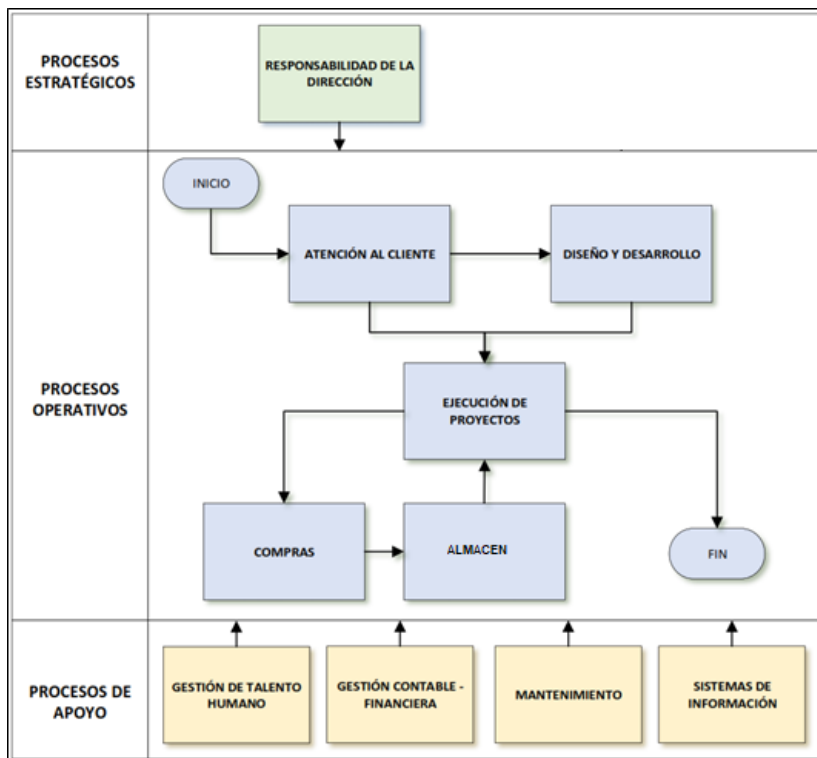 PROCESOS
ESTRATÉGICOS
RESPONSABILIDAD DE LA
DIRECCIÓN
INICIO
ATENCIÓN AL CLIENTE
DISEÑO Y DESARROLLO
PROCESOS
OPERATIVOS
EJECUCIÓN DE
PROYECTOS
COMPRAS
ALMACEN
FIN
PROCESOS DE
APOYO
GESTIÓN DE TALENTO
HUMANO
GESTIÓN CONTABLE -
FINANCIERA
MANTENIMIENTO
SISTEMAS DE
INFORMACIÓN